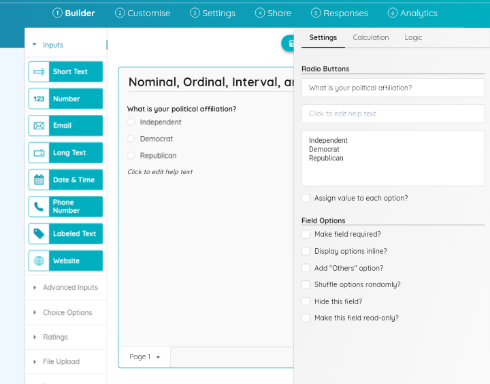 1 Builder 2 Customise 3 Settings 4 Share 5 Responses 6 Analytics
Inputs
Short Text
123 Number
Email
Long Text
Date & Time
Phone
Number
Labeled Text
Website
Advanced Inputs
Choice Options
Ratings
File Upload
Nominal, Ordinal, Interval, a
What is your political affiliation?
Independent
Democrat
Republican
Click to edit help text
Page 1
Settings Calculation Logic
Radio Buttons
What is your political affiliation?
Click to edit help text
Independent
Democrat
Republican
Assign value to each option?
Field Options
Make field required?
Display options inline?
Add "Others" option?
Shuffle options randomly?
Hide this field?
Make this field read-only?